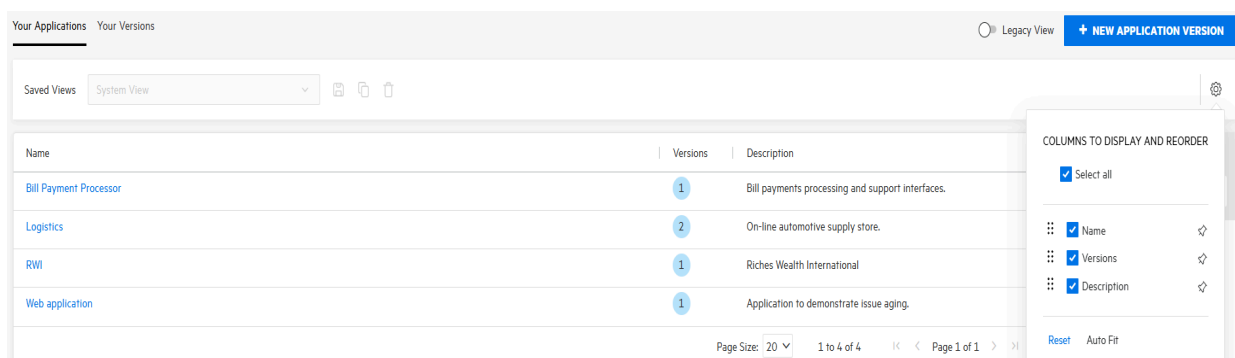 Your Applications Your Versions Legacy View + NEW APPLICATION VERSION
Saved Views System View
COLUMNS TO DISPLAY AND REORDER
Name Versions Description
Select all
Bill Payment Processor 1 Bill payments processing and support interfaces.
Logistics 2 On-line automotive supply store.
Name
Versions
RWI 1 Riches Wealth International
Description
Web application 1 Application to demonstrate issue aging.
Reset Auto Fit
Page Size: 20 1 to 4 of 4 Page 1 of 1